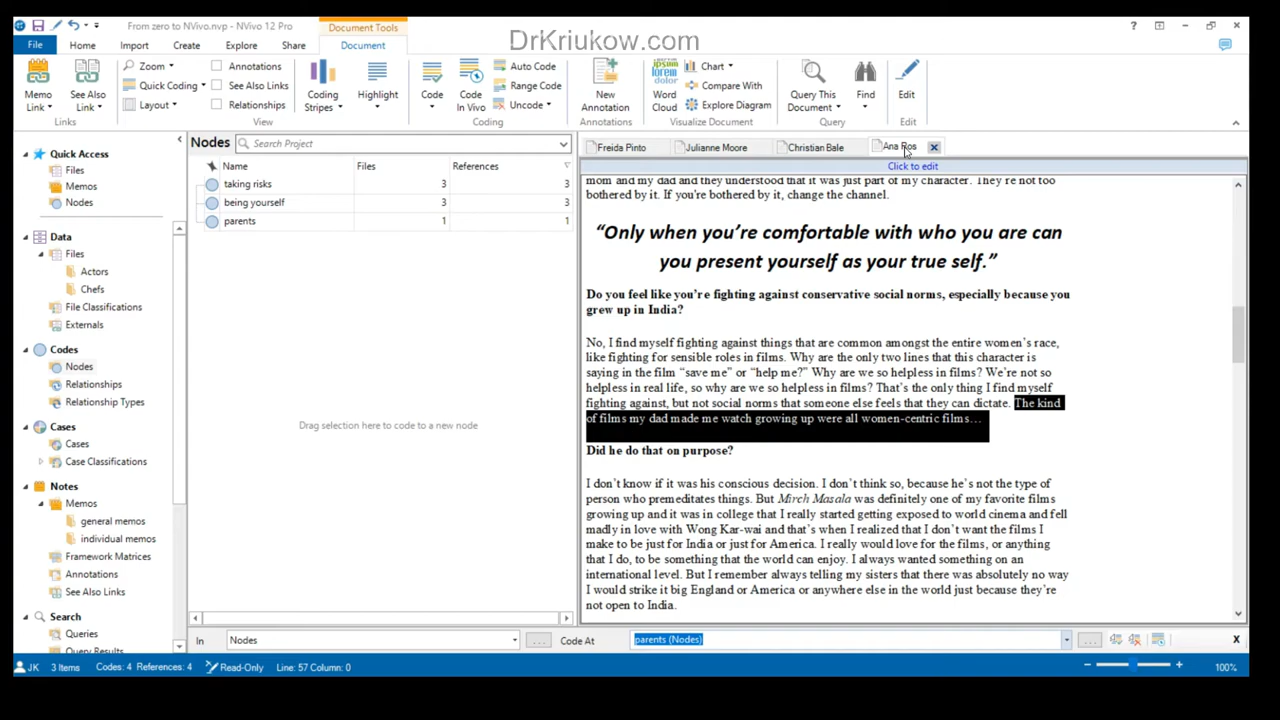 From zero to NVivo.nvp - NVivo 12 Pro
Document Tools
DrKriukow.com
File
Home
Import
Create
Explore
Share
Document
Memo Link
See Also Links
Links
Zoom
Quick Coding
Layout
Annotations
See Also Links
Relationships
View
Coding Stripes
Highlight
Code
Code In Vivo
Auto Code
Range Code
Uncode
Coding
New Annotation
Annotations
Word Cloud
Chart
Compare With
Explore Diagram
Visualize Document
Query This Document
Find
Query
Edit
Edit
Quick Access
Files
Memos
Nodes
Data
Files
Actors
Chefs
File Classifications
Externals
Codes
Nodes
Relationships
Relationship Types
Cases
Cases
Case Classifications
Notes
Memos
general memos
individual memos
Framework Matrices
Annotations
See Also Links
Search
Queries
Query Results
Nodes
Search Project
Name Files References
taking risks 3 3
being yourself 3 3
parents 1 1
Drag selection here to code to a new node
Freida Pinto
Julianne Moore
Christian Bale
Ana Ros
Click to edit
mom and my dad and they understood that it was just part of my character. They're not too
bothered by it. If you're bothered by it, change the channel.
“Only when you’re comfortable with who you are can
you present yourself as your true self.”
Do you feel like you’re fighting against conservative social norms, especially because you
grew up in India?
No, I find myself fighting against things that are common amongst the entire women’s race,
like fighting for sensible roles in films. Why are the only two lines that this character is
saying in the film “save me” or “help me?” Why are we so helpless in films? We’re not so
helpless in real life, so why are we so helpless in films? That’s the only thing I find myself
fighting against, but not social norms that someone else feels that they can dictate. The kind
of films my dad made me watch growing up were all women-centric films…
Did he do that on purpose?
I don’t know if it was his conscious decision. I don’t think so, because he’s not the type of
person who premeditates things. But Mirch Masala was definitely one of my favorite films
growing up and it was in college that I really started getting exposed to world cinema and fell
madly in love with Wong Kar-wai and that’s when I realized that I don’t want the films I
make to be just for India or just for America. I really would love for the films, or anything
that I do, to be something that the world can enjoy. I always wanted something on an
international level. But I remember always telling my sisters that there was absolutely no way
I would strike it big England or America or anywhere else in the world just because they’re
not open to India.
In
Nodes
...
Code At
parents (Nodes)
...
X
JK
3 Items
Codes: 4 References: 4
Read-Only
Line: 57 Column: 0
100%